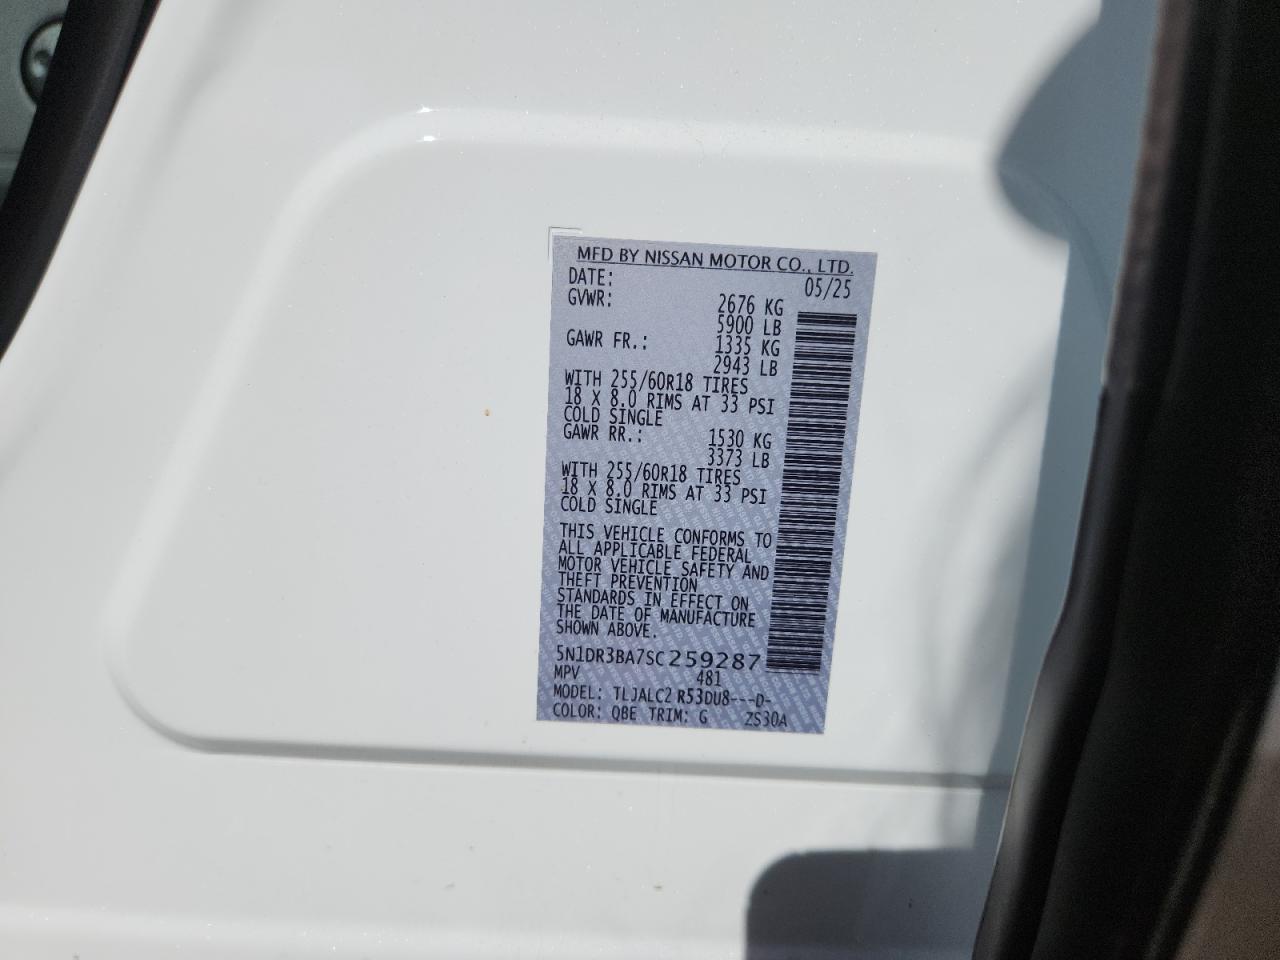 MFD BY NISSAN MOTOR CO., LTD.
DATE: 05/25
GVWR: 2676 KG
5900 LB
GAWR FR.: 1335 KG
2943 LB
WITH 255/60R18 TIRES
18 X 8.0 RIMS AT 33 PSI
COLD SINGLE
GAWR RR.: 1530 KG
3373 LB
WITH 255/60R18 TIRES
18 X 8.0 RIMS AT 33 PSI
COLD SINGLE
THIS VEHICLE CONFORMS TO
ALL APPLICABLE FEDERAL
MOTOR VEHICLE SAFETY AND
THEFT PREVENTION
STANDARDS IN EFFECT ON
THE DATE OF MANUFACTURE
SHOWN ABOVE.
5N1DR3BA7SC259287
MPV 481
MODEL: TLJALC2 R53DU8---D-
COLOR: QBE TRIM: G ZS30A